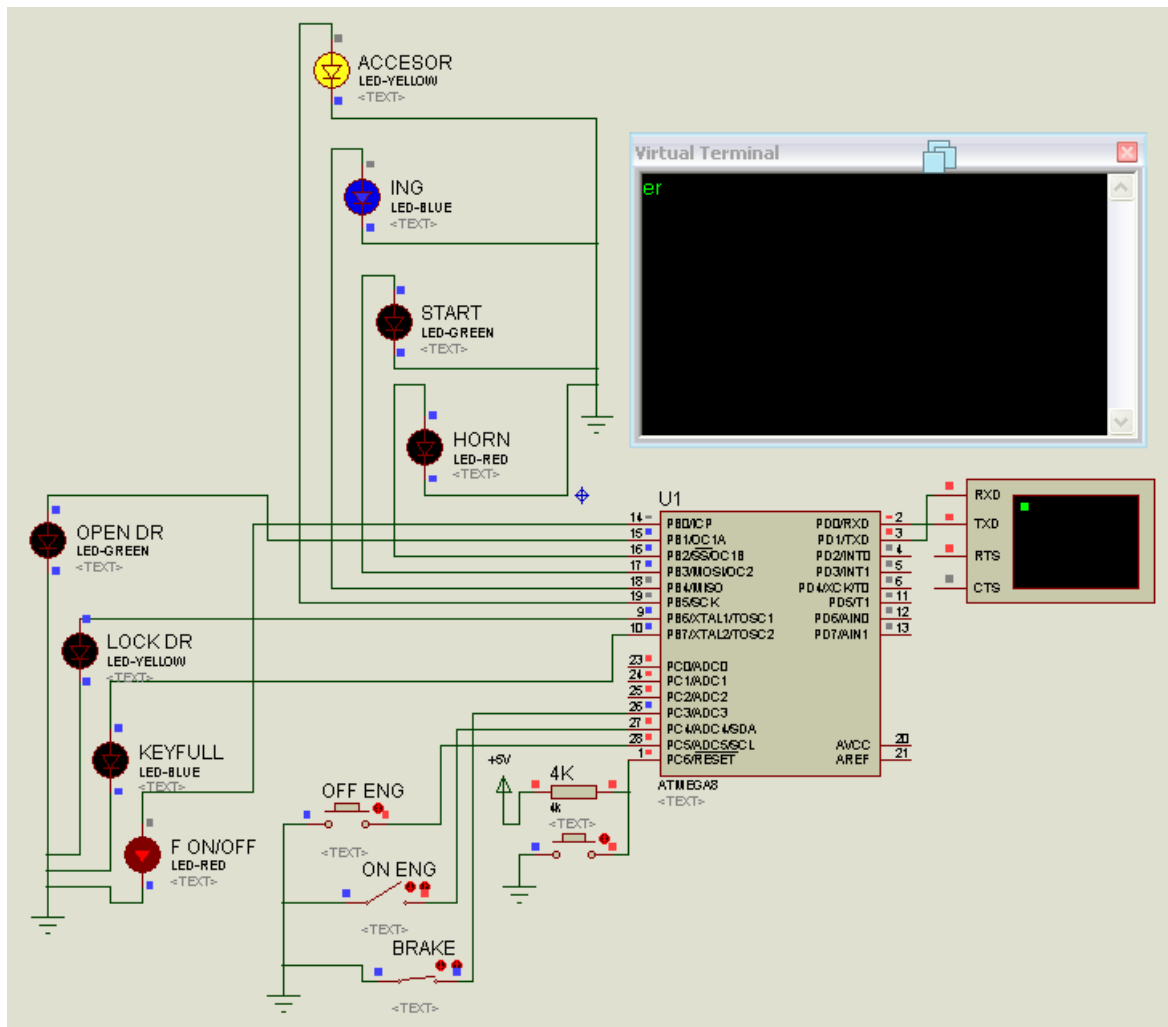 ACCESOR
LED-YELLOW
<TEXT>
Virtual Terminal
er
ING
LED-BLUE
<TEXT>
START
LED-GREEN
<TEXT>
HORN
LED-RED
<TEXT>
OPEN DR
LED-GREEN
<TEXT>
LOCK DR
LED-YELLOW
<TEXT>
KEYFULL
LED-BLUE
<TEXT>
F ON/OFF
LED-RED
<TEXT>
U1
14 PB0/ICP PD0/RXD 2
15 PB1/OC1A PD1/TXD 3
16 PB2/SS/OC1B PD2/INT0 4
17 PB3/MOSI/OC2 PD3/INT1 5
18 PB4/MISO PD4/XCK/T0 6
19 PB5/SCK PD5/T1 11
9 PB6/XTAL1/TOSC1 PD6/AIN0 12
10 PB7/XTAL2/TOSC2 PD7/AIN1 13
23 PC0/ADC0
24 PC1/ADC1
25 PC2/ADC2
26 PC3/ADC3
27 PC4/ADC4/SDA
28 PC5/ADC5/SCL AVCC 20
1 PC6/RESET AREF 21
ATMEGA8
<TEXT>
RXD
TXD
RTS
CTS
+5V
4K
4K
<TEXT>
<TEXT>
OFF ENG
<TEXT>
ON ENG
<TEXT>
BRAKE
<TEXT>